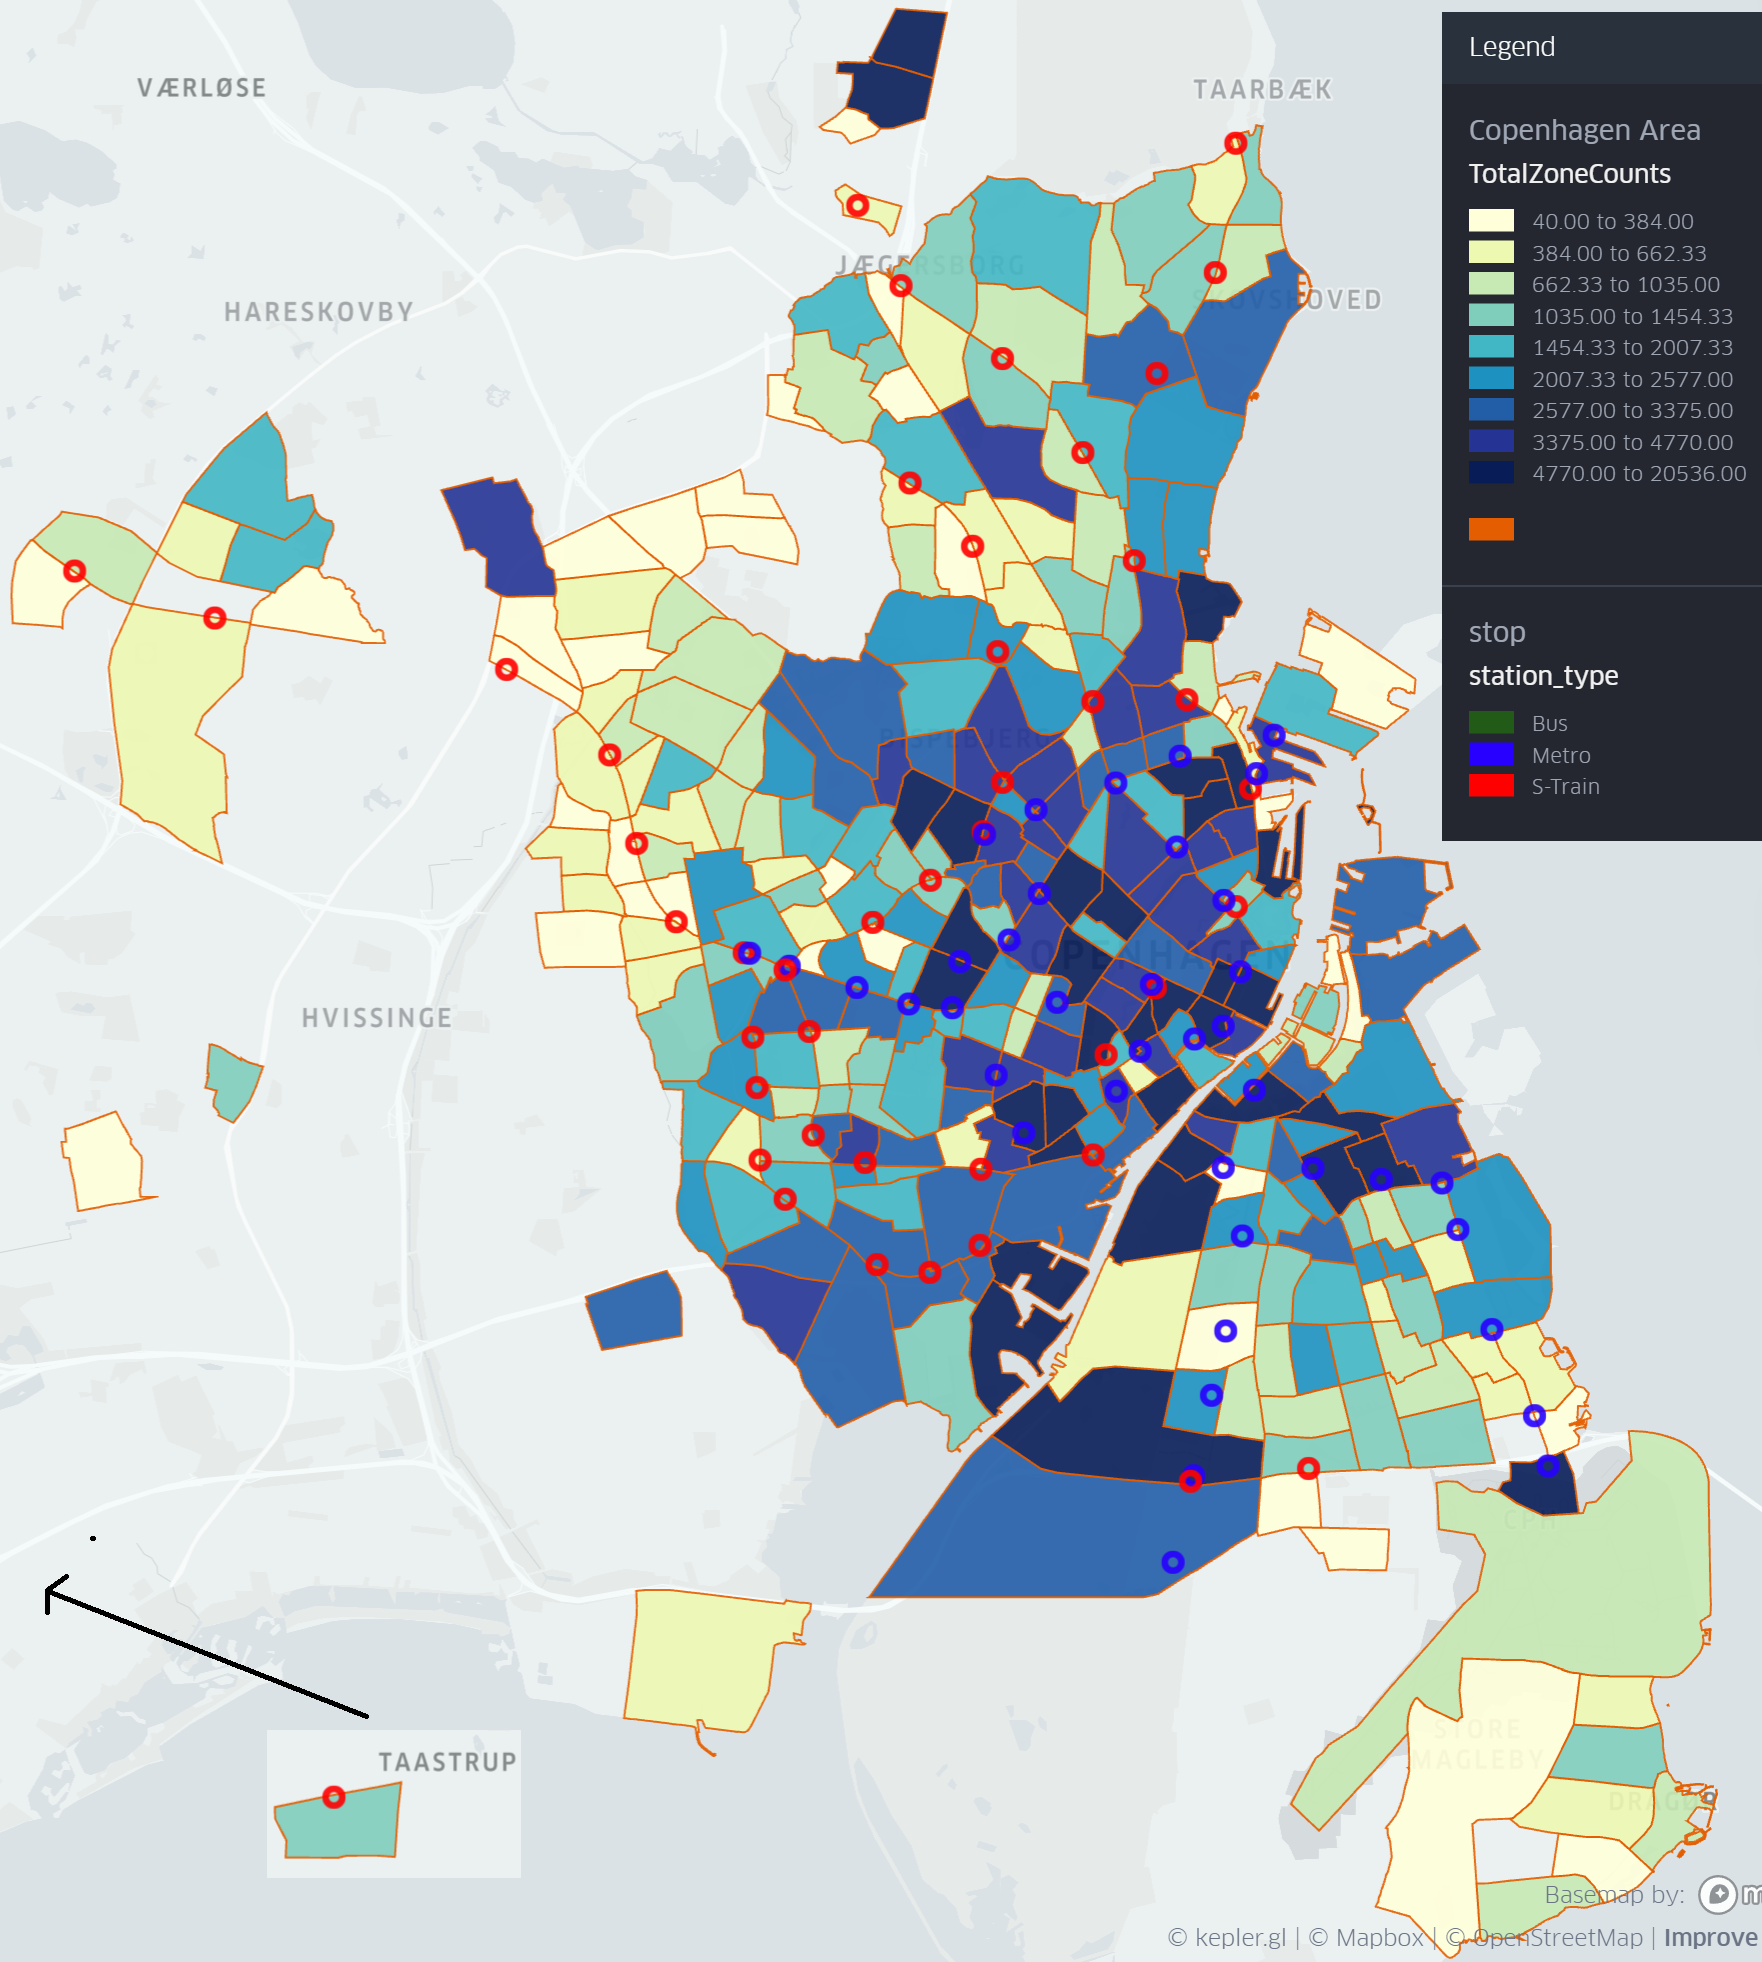 VÆRLØSE
TAARBÆK
HARESKOVBY
JÆGERSBORG
SKOVSHOVED
BISPEBJERG
COPENHAGEN
HVISSINGE
CPH
STORE
MAGLEBY
DRAGØR
TAASTRUP
Legend
Copenhagen Area
TotalZoneCounts
40.00 to 384.00
384.00 to 662.33
662.33 to 1035.00
1035.00 to 1454.33
1454.33 to 2007.33
2007.33 to 2577.00
2577.00 to 3375.00
3375.00 to 4770.00
4770.00 to 20536.00
stop
station_type
Bus
Metro
S-Train
Basemap by: m
© kepler.gl | © Mapbox | © OpenStreetMap | Improve